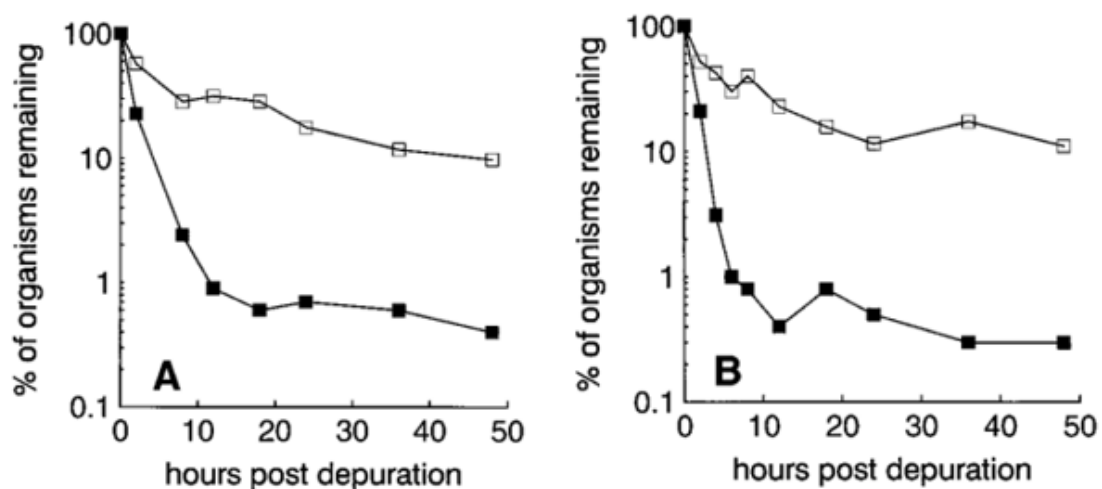 % of organisms remaining
100
10
1
0.1
A
0 10 20 30 40 50
hours post depuration
% of organisms remaining
100
10
1
0.1
B
0 10 20 30 40 50
hours post depuration